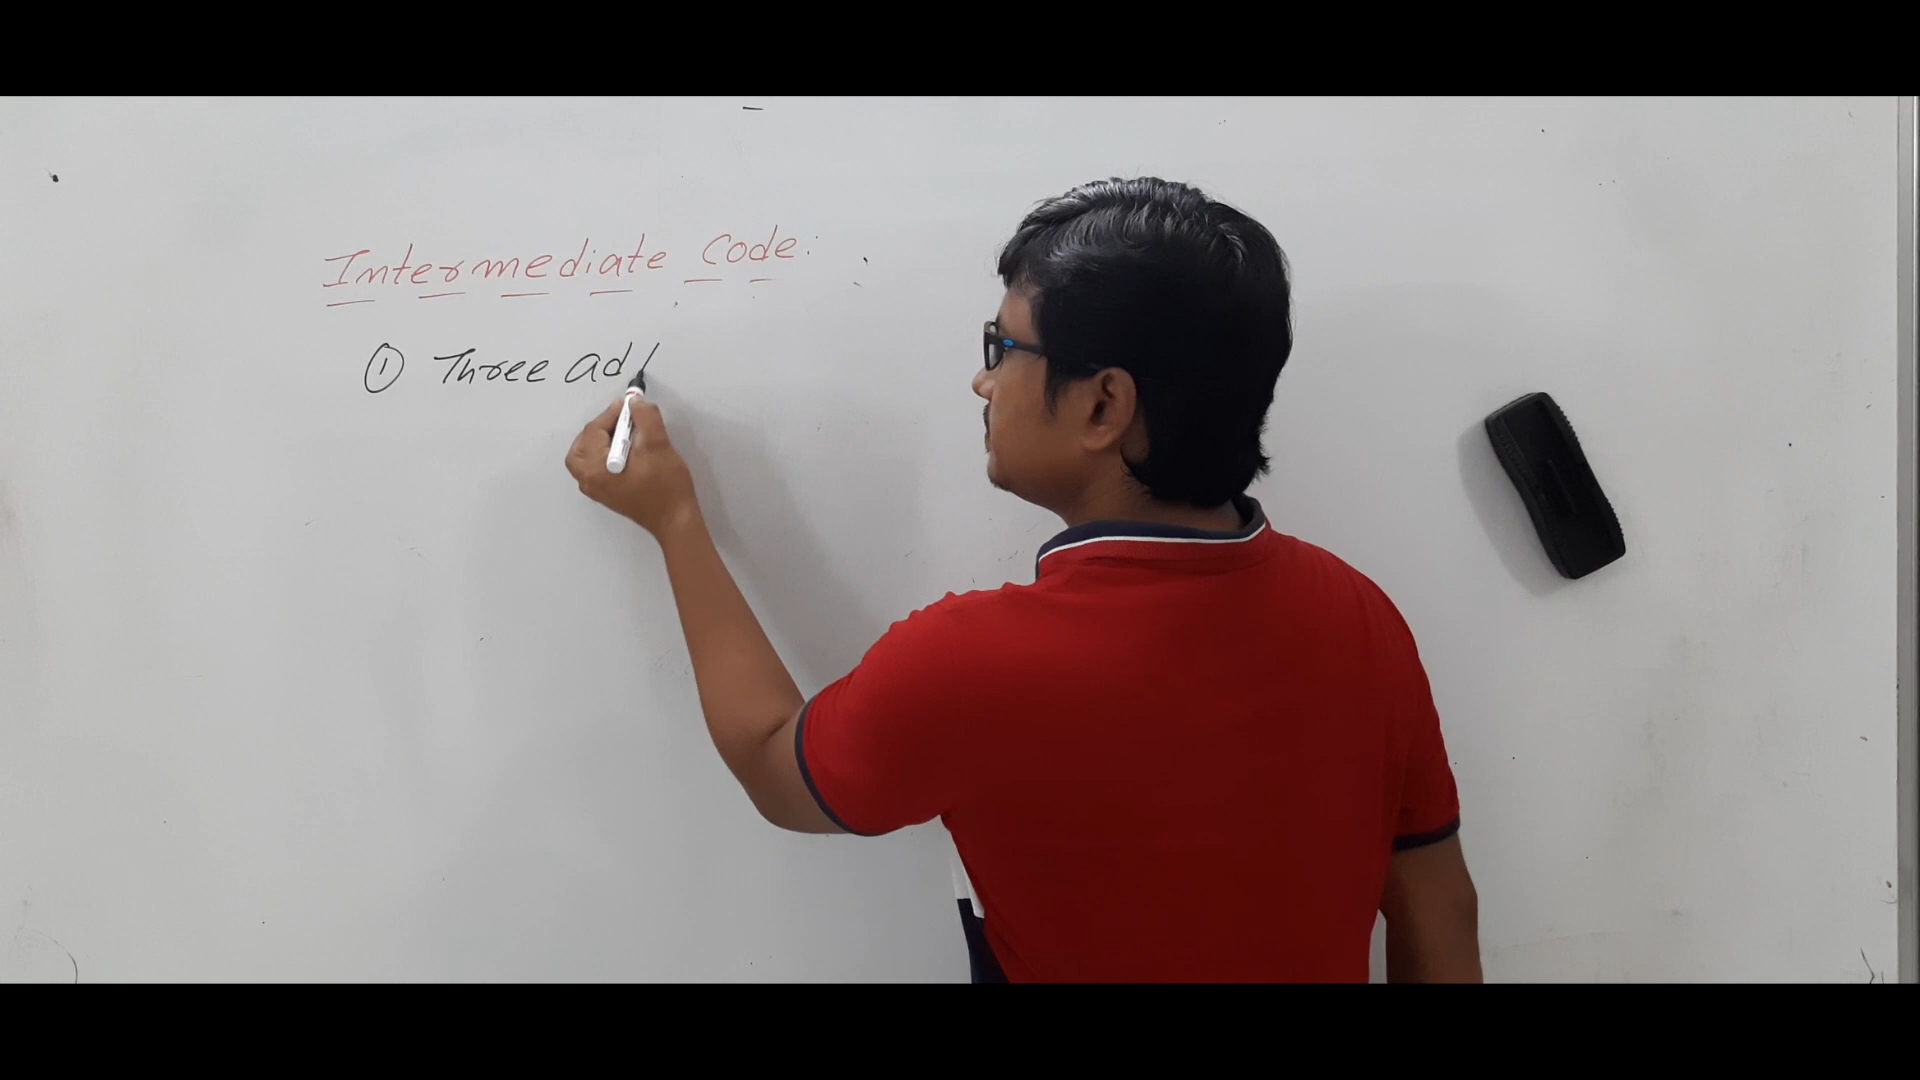 Intermediate Code:
① Three ad